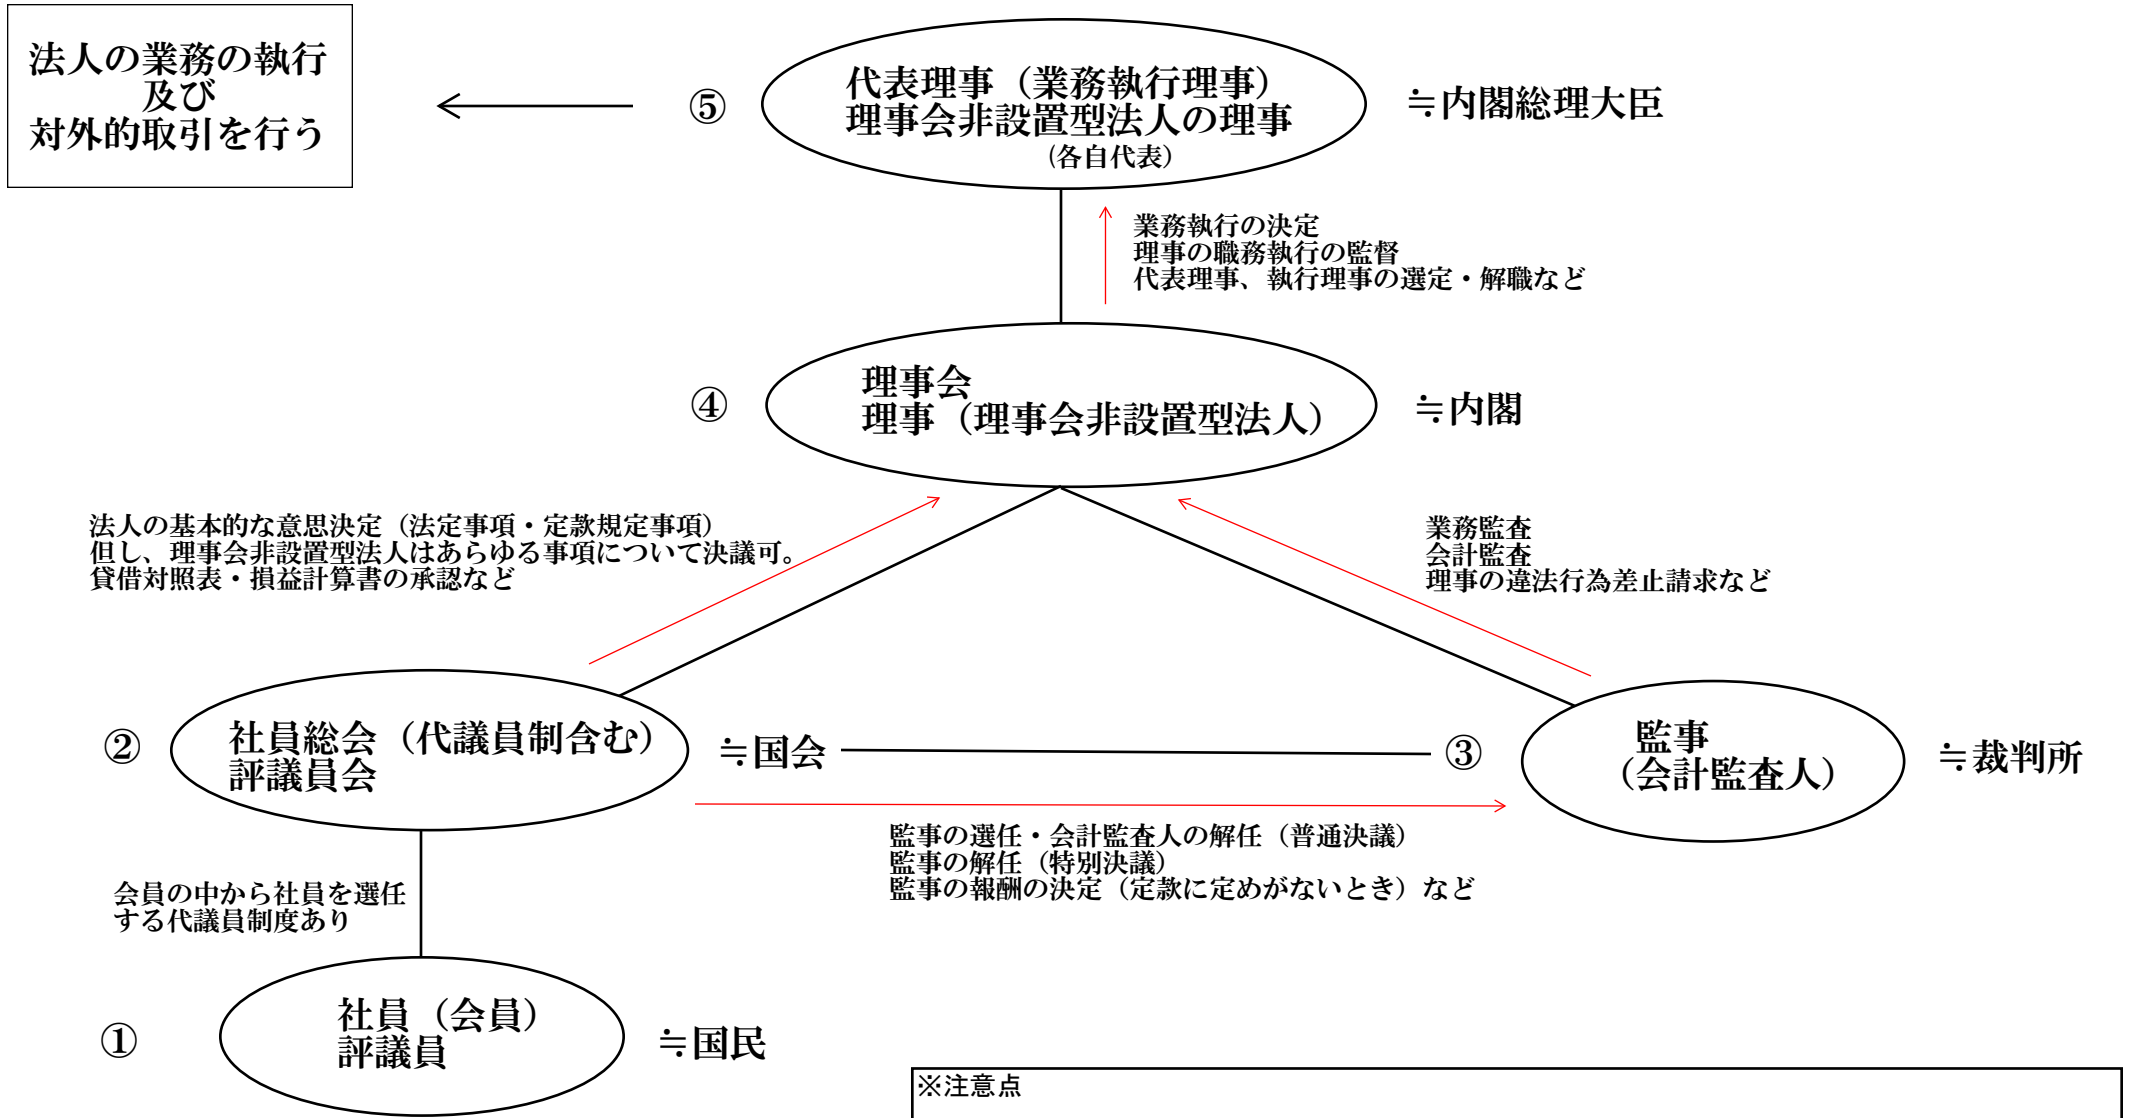 法人の業務の執行
及び
対外的取引を行う
⑤
代表理事（業務執行理事）
理事会非設置型法人の理事
（各自代表）
≒内閣総理大臣
業務執行の決定
理事の職務執行の監督
代表理事、執行理事の選定・解職など
④
理事会
理事（理事会非設置型法人）
≒内閣
法人の基本的な意思決定（法定事項・定款規定事項）
但し、理事会非設置型法人はあらゆる事項について決議可。
貸借対照表・損益計算書の承認など
業務監査
会計監査
理事の違法行為差止請求など
②
社員総会（代議員制含む）
評議員会
≒国会
③
監事
（会計監査人）
≒裁判所
監事の選任・会計監査人の解任（普通決議）
監事の解任（特別決議）
監事の報酬の決定（定款に定めがないとき）など
会員の中から社員を選任
する代議員制度あり
①
社員（会員）
評議員
≒国民
※注意点